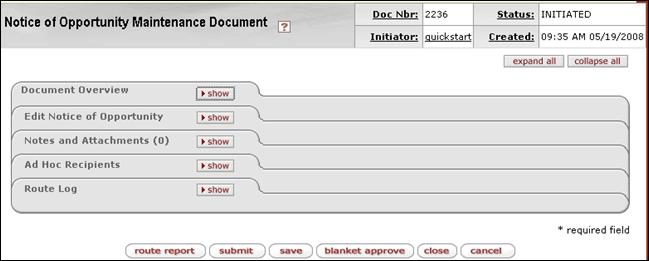 Notice of Opportunity Maintenance Document ?
Doc Nbr: 2236 Status: INITIATED
Initiator: quickstart Created: 09:35 AM 05/19/2008
expand all collapse all
Document Overview show
Edit Notice of Opportunity show
Notes and Attachments (0) show
Ad Hoc Recipients show
Route Log show
* required field
route report submit save blanket approve close cancel